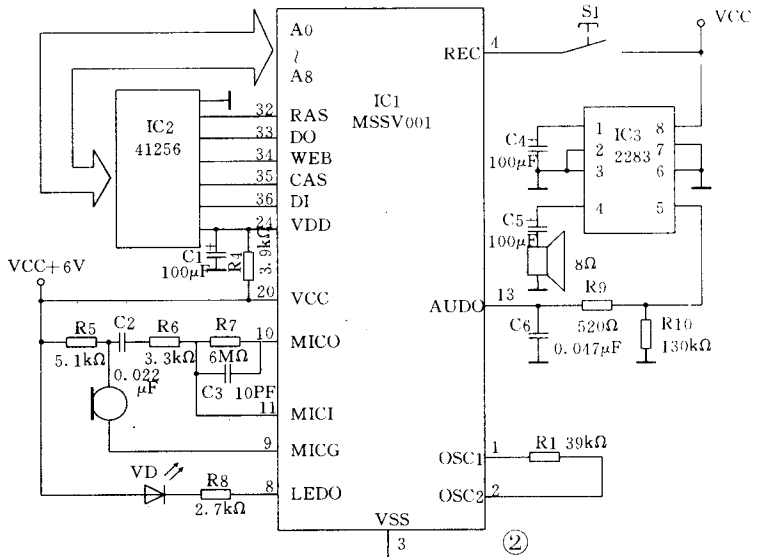 S1
VCC
A0
~
A8
REC
4
IC1
MSSV001
IC2
41256
32 RAS
33 DO
34 WEB
35 CAS
36 DI
24 VDD
C1
100μF
R4
3.9kΩ
VCC+6V
20 VCC
C4
100μF
1
2
3
4
IC3
2283
8
7
6
5
C5
100μF
8Ω
AUDO
13
R9
520Ω
C6
0.047μF
R10
130kΩ
R5
5.1kΩ
C2
0.022
μF
R6
3.3kΩ
R7
6MΩ
C3 10PF
10 MICO
11 MICI
9 MICG
VD
R8
2.7kΩ
8 LEDO
OSC1
1
R1 39kΩ
OSC2
2
VSS
3
②